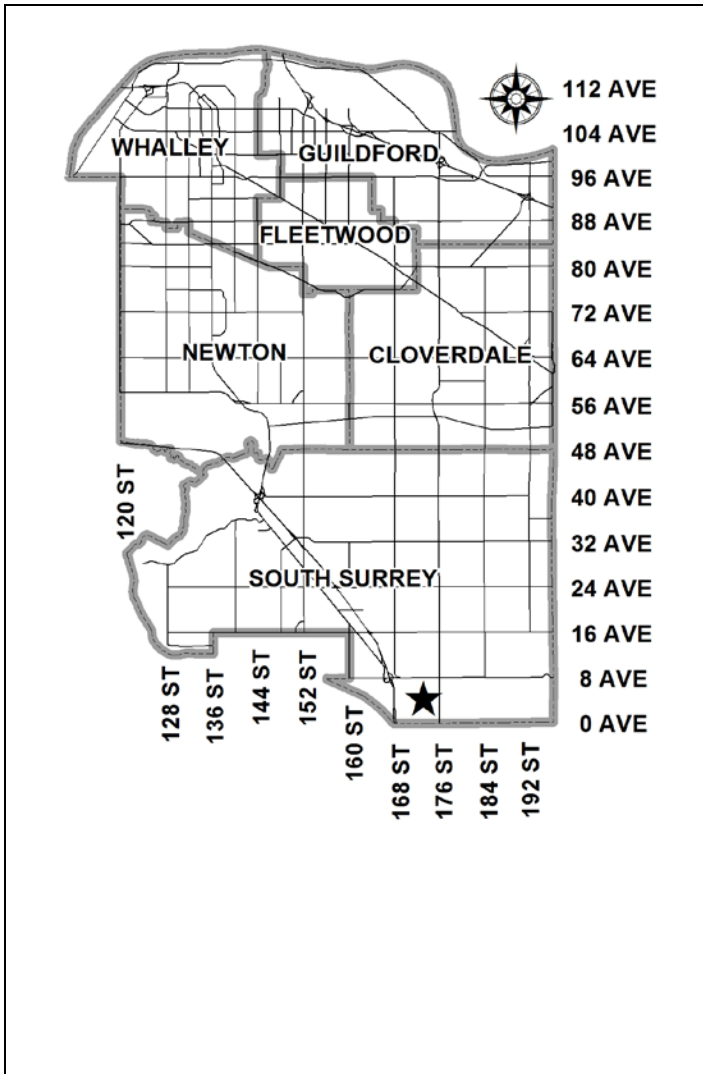 112 AVE
104 AVE
WHALLEY
GUILDFORD
96 AVE
88 AVE
FLEETWOOD
80 AVE
72 AVE
NEWTON
CLOVERDALE
64 AVE
56 AVE
48 AVE
120 ST
40 AVE
32 AVE
SOUTH SURREY
24 AVE
16 AVE
128 ST
136 ST
144 ST
152 ST
160 ST
8 AVE
0 AVE
168 ST
176 ST
184 ST
192 ST